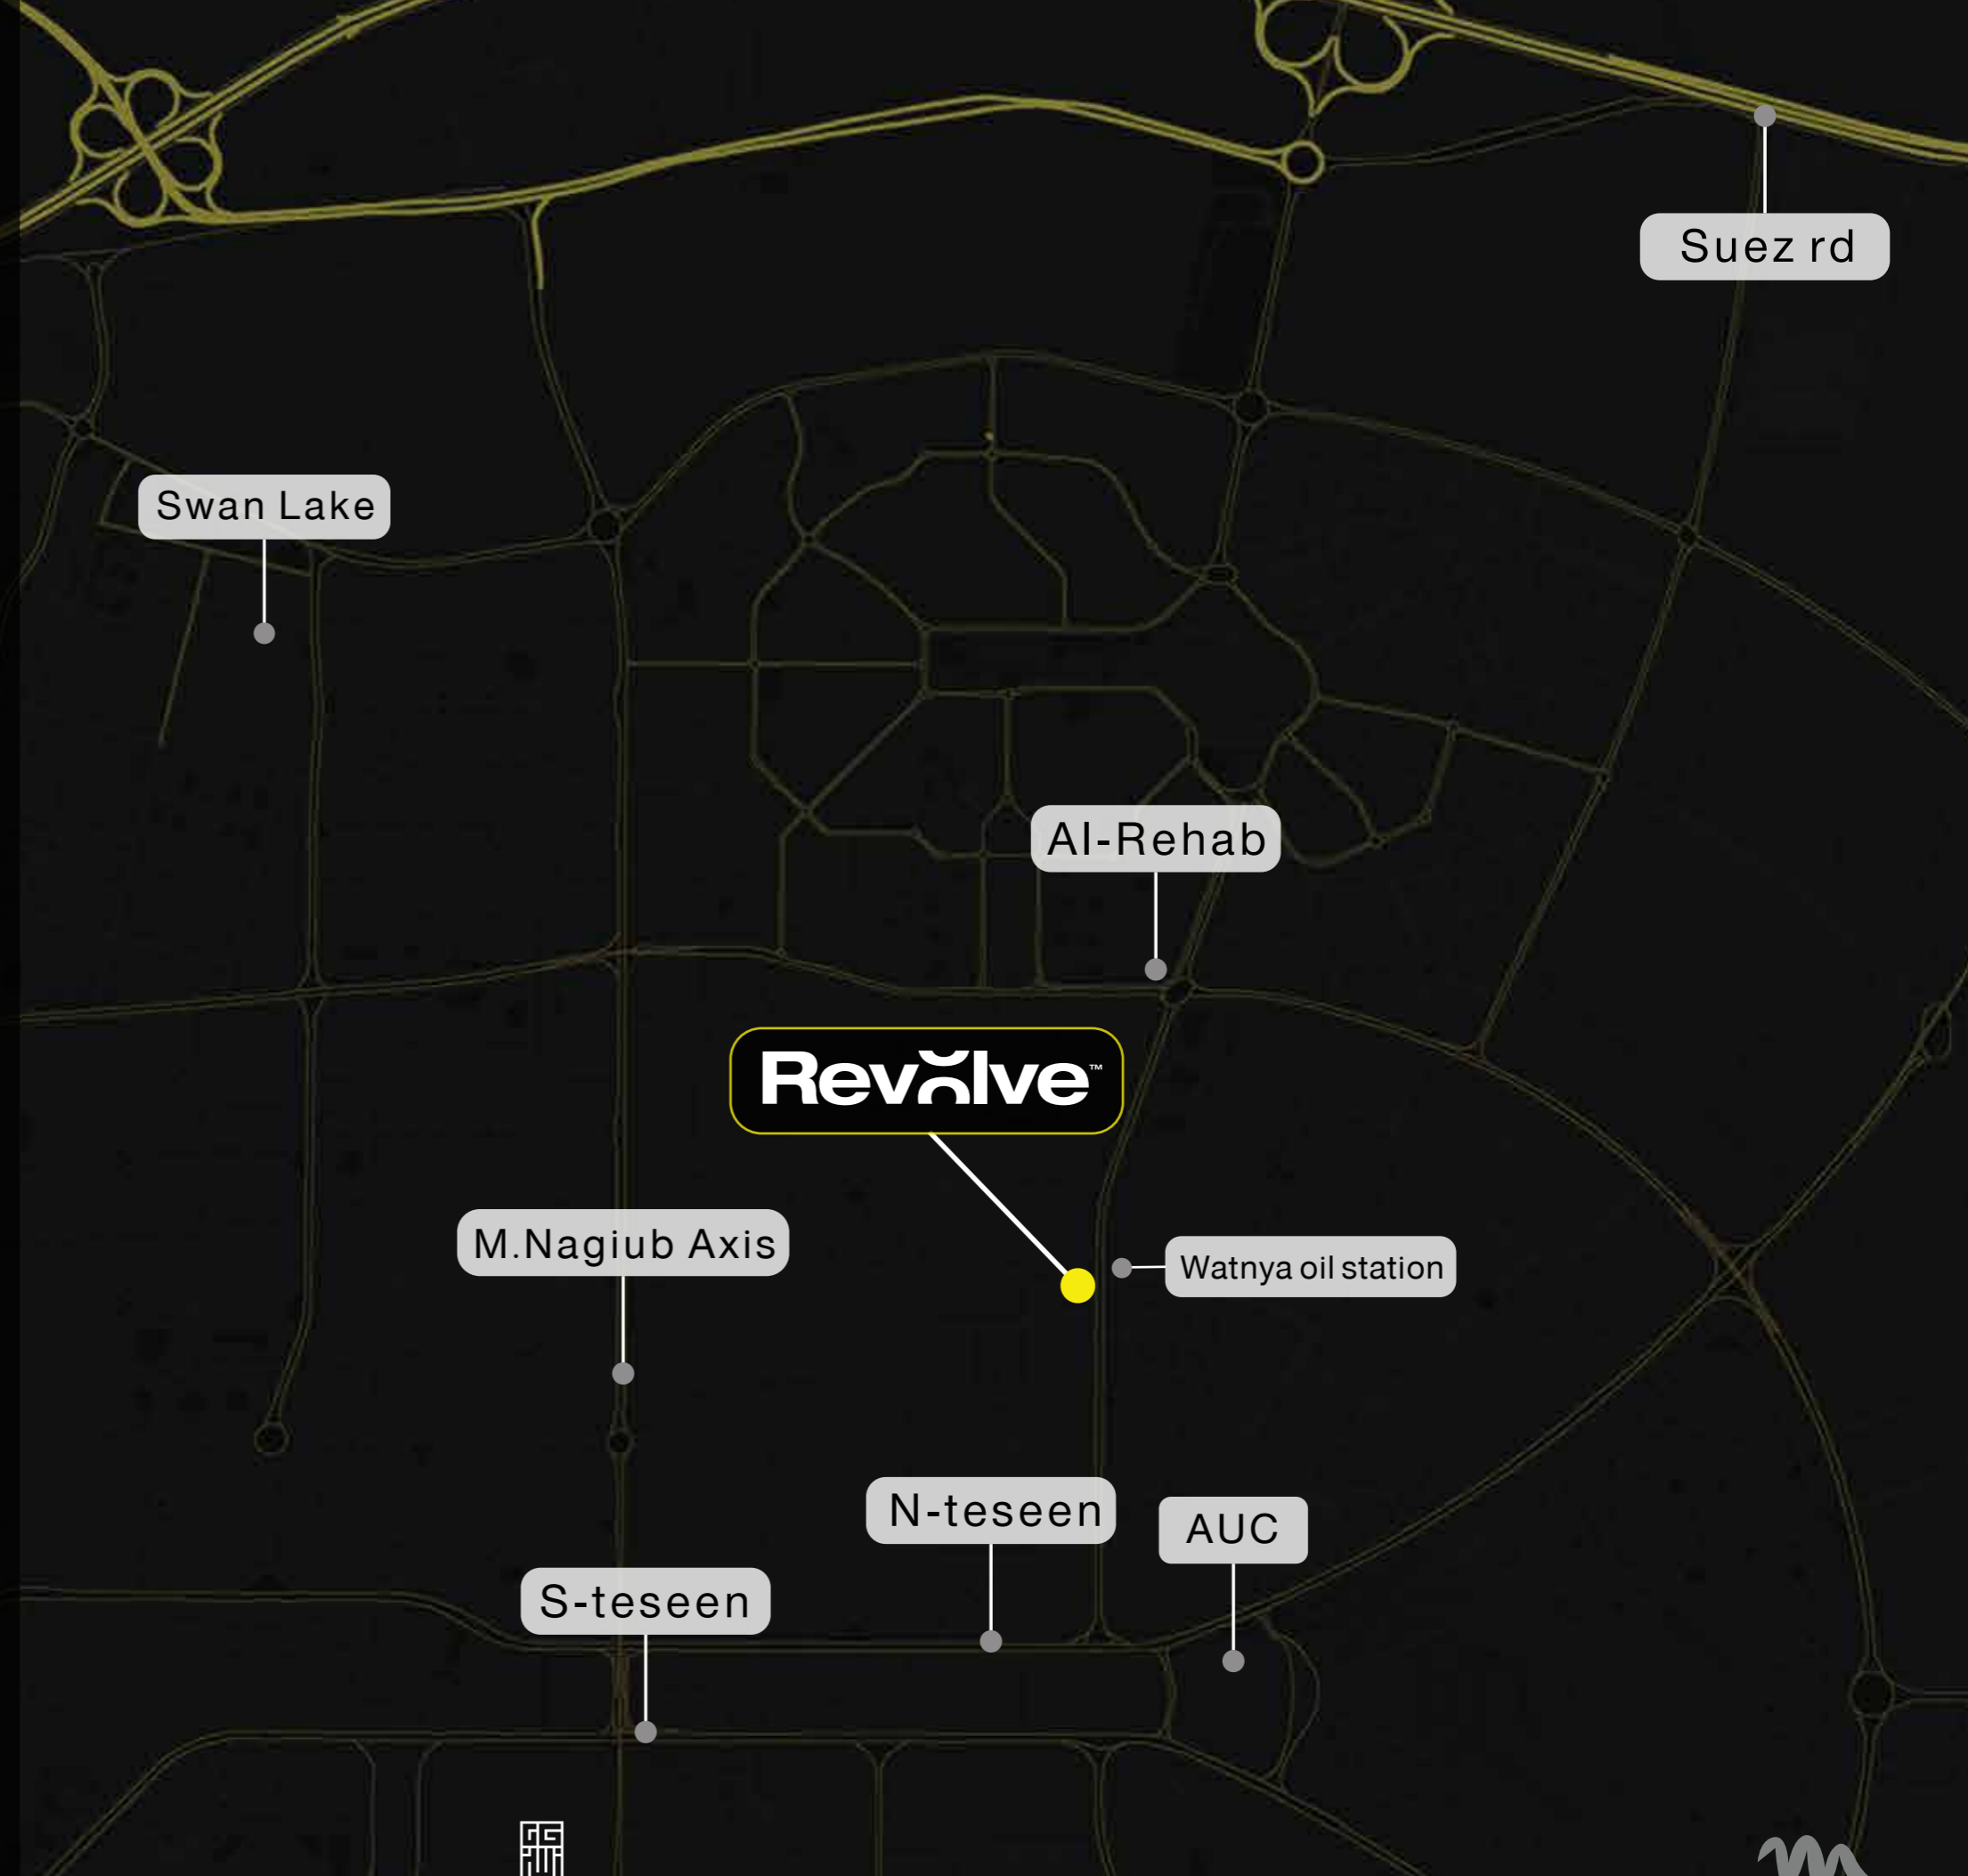 Suez rd
Swan Lake
Al-Rehab
Revolve™
M.Nagiub Axis
Watnya oil station
N-teseen
AUC
S-teseen